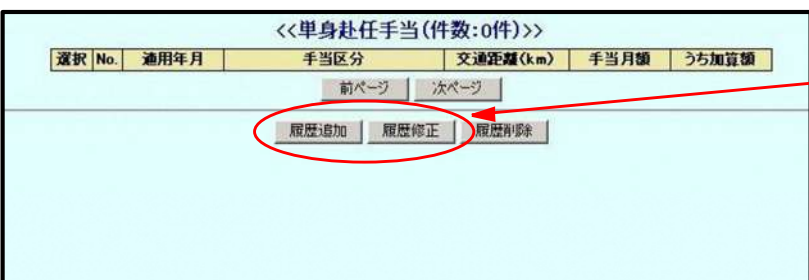 <<単身赴任手当(件数:0件)>>
選択 No. 適用年月 手当区分 交通距離(km) 手当月額 うち加算額
前ページ 次ページ
履歴追加 履歴修正 履歴削除